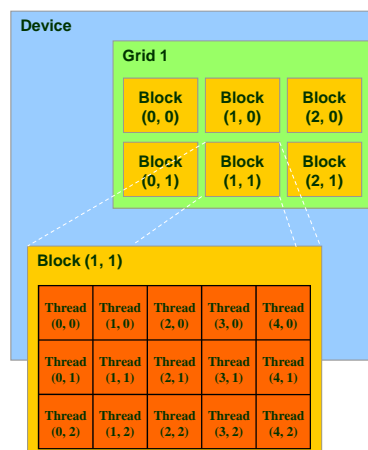 Device
Grid 1
Block Block Block
(0, 0) (1, 0) (2, 0)
Block Block Block
(0, 1) (1, 1) (2, 1)
Block (1, 1)
Thread Thread Thread Thread Thread
(0, 0) (1, 0) (2, 0) (3, 0) (4, 0)
Thread Thread Thread Thread Thread
(0, 1) (1, 1) (2, 1) (3, 1) (4, 1)
Thread Thread Thread Thread Thread
(0, 2) (1, 2) (2, 2) (3, 2) (4, 2)